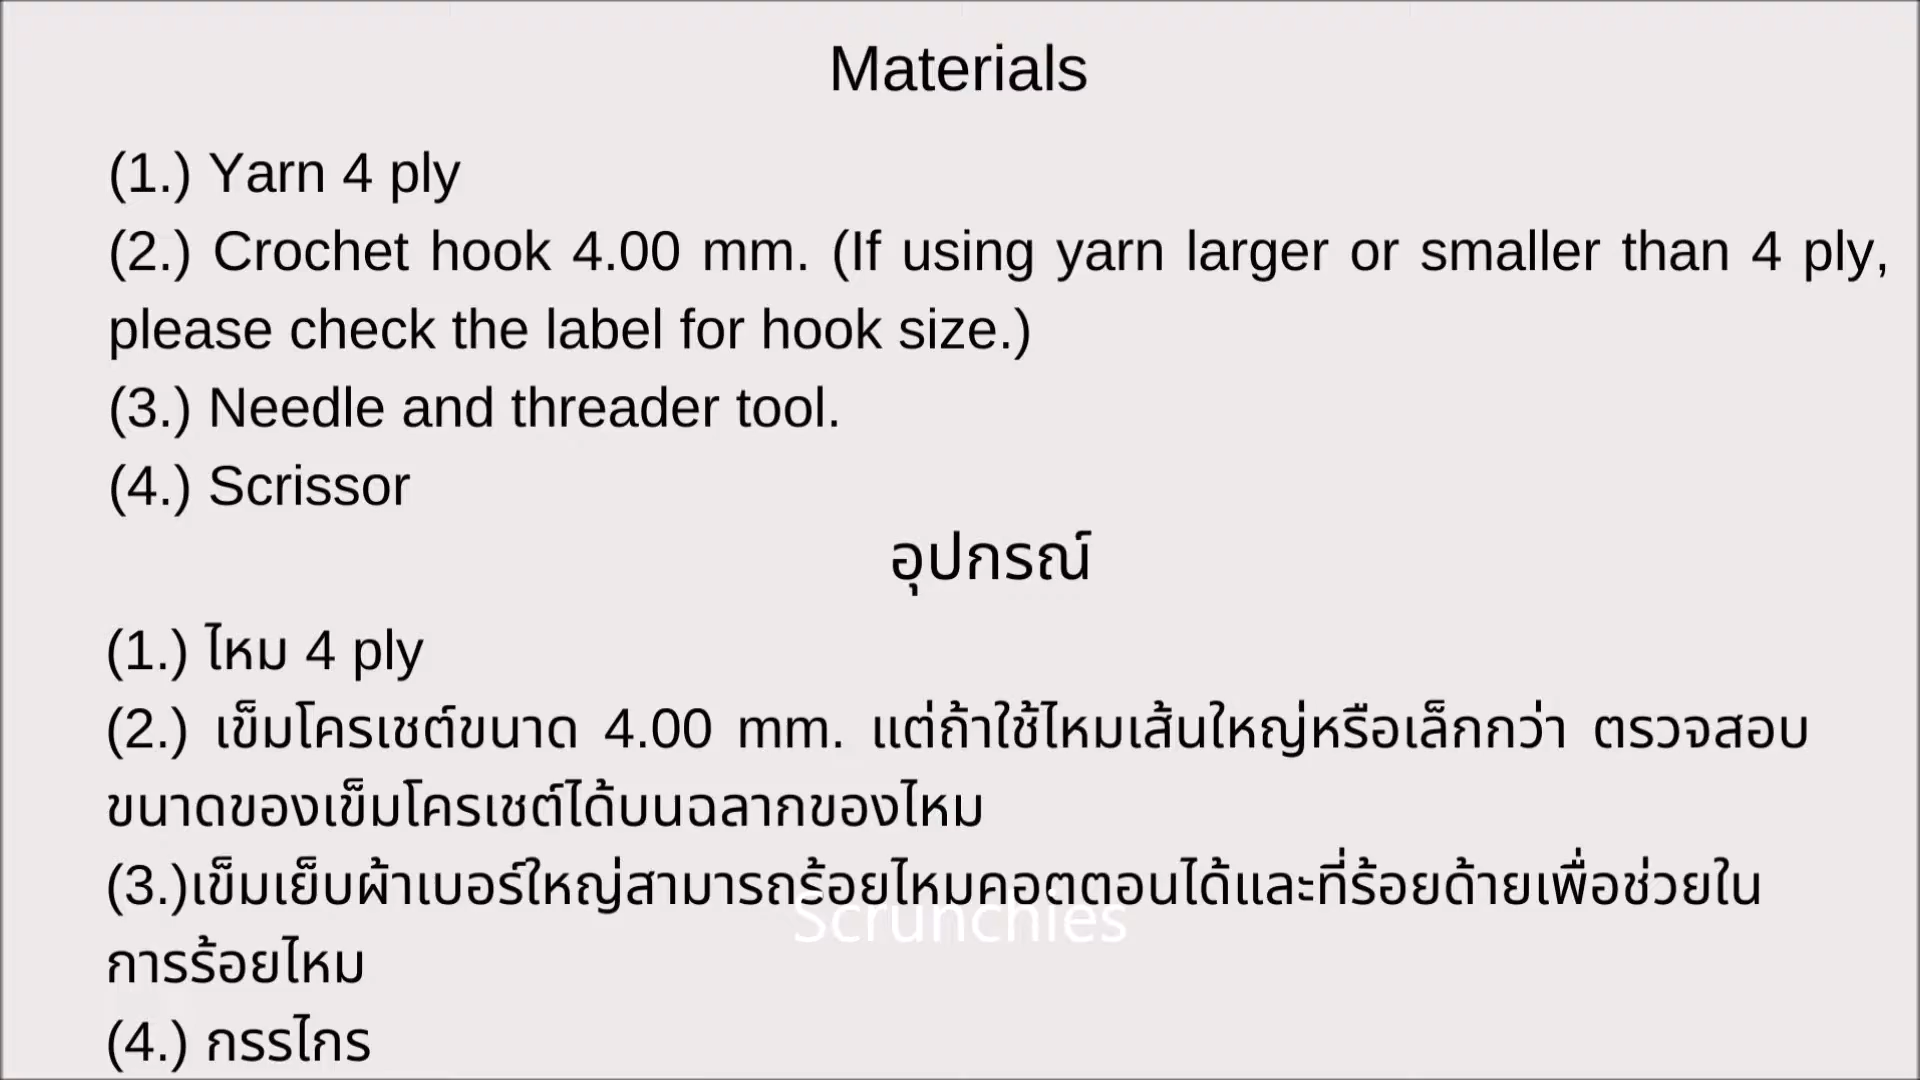 Materials
(1.) Yarn 4 ply
(2.) Crochet hook 4.00 mm. (If using yarn larger or smaller than 4 ply,
please check the label for hook size.)
(3.) Needle and threader tool.
(4.) Scrissor
อุปกรณ์
(1.) ไหม 4 ply
(2.) เข็มโครเชต์ขนาด 4.00 mm. แต่ถ้าใช้ไหมเส้นใหญ่หรือเล็กกว่า ตรวจสอบ
ขนาดของเข็มโครเชต์ได้บนฉลากของไหม
(3.)เข็มเย็บผ้าเบอร์ใหญ่สามารถร้อยไหมคอตตอนได้และที่ร้อยด้ายเพื่อช่วยใน
Scrunchies
การร้อยไหม
(4.) กรรไกร